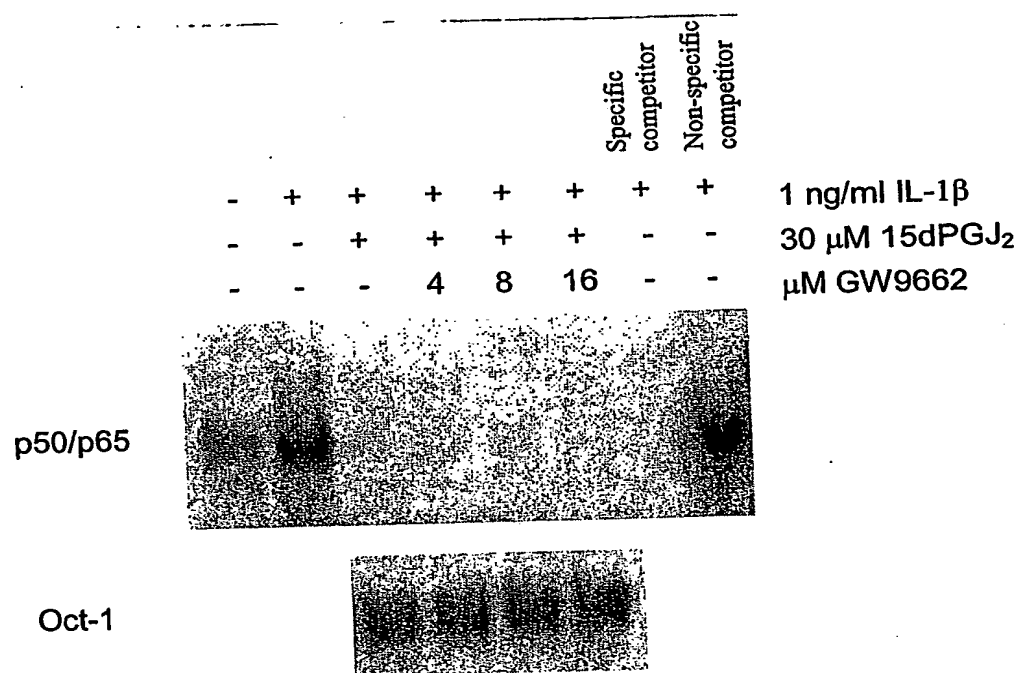 Specific
competitor
Non-specific
competitor
- + + + + + + + 1 ng/ml IL-1β
- - + + + + - - 30 μM 15dPGJ₂
- - - 4 8 16 - - μM GW9662
p50/p65
Oct-1